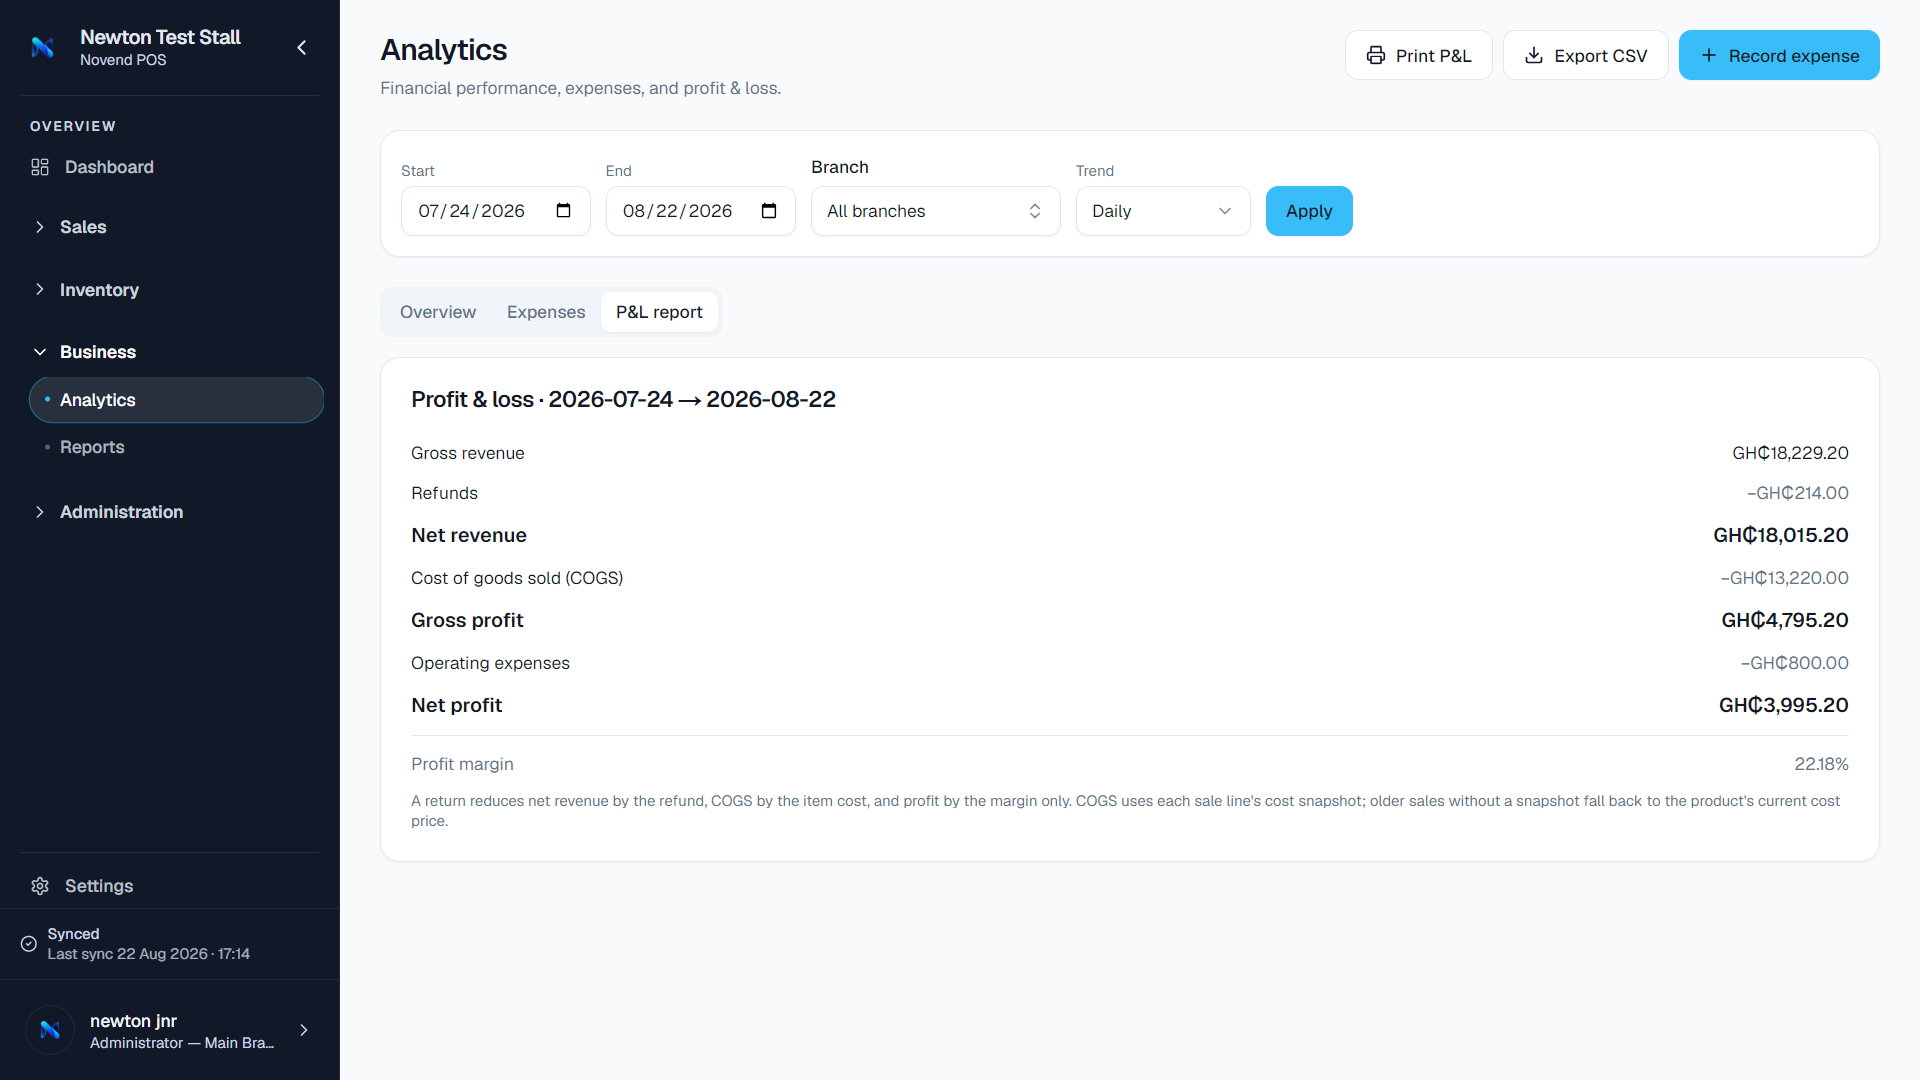 Newton Test Stall
Novend POS
OVERVIEW
Dashboard
Sales
Inventory
Business
Analytics
Reports
Administration
Settings
Synced
Last sync 22 Aug 2026 · 17:14
newton jnr
Administrator — Main Bra...
Analytics
Financial performance, expenses, and profit & loss.
Print P&L
Export CSV
Record expense
Start
End
Branch
Trend
07/24/2026
08/22/2026
All branches
Daily
Apply
Overview
Expenses
P&L report
Profit & loss · 2026-07-24 → 2026-08-22
Gross revenue GH₵18,229.20
Refunds −GH₵214.00
Net revenue GH₵18,015.20
Cost of goods sold (COGS) −GH₵13,220.00
Gross profit GH₵4,795.20
Operating expenses −GH₵800.00
Net profit GH₵3,995.20
Profit margin 22.18%
A return reduces net revenue by the refund, COGS by the item cost, and profit by the margin only. COGS uses each sale line's cost snapshot; older sales without a snapshot fall back to the product's current cost
price.